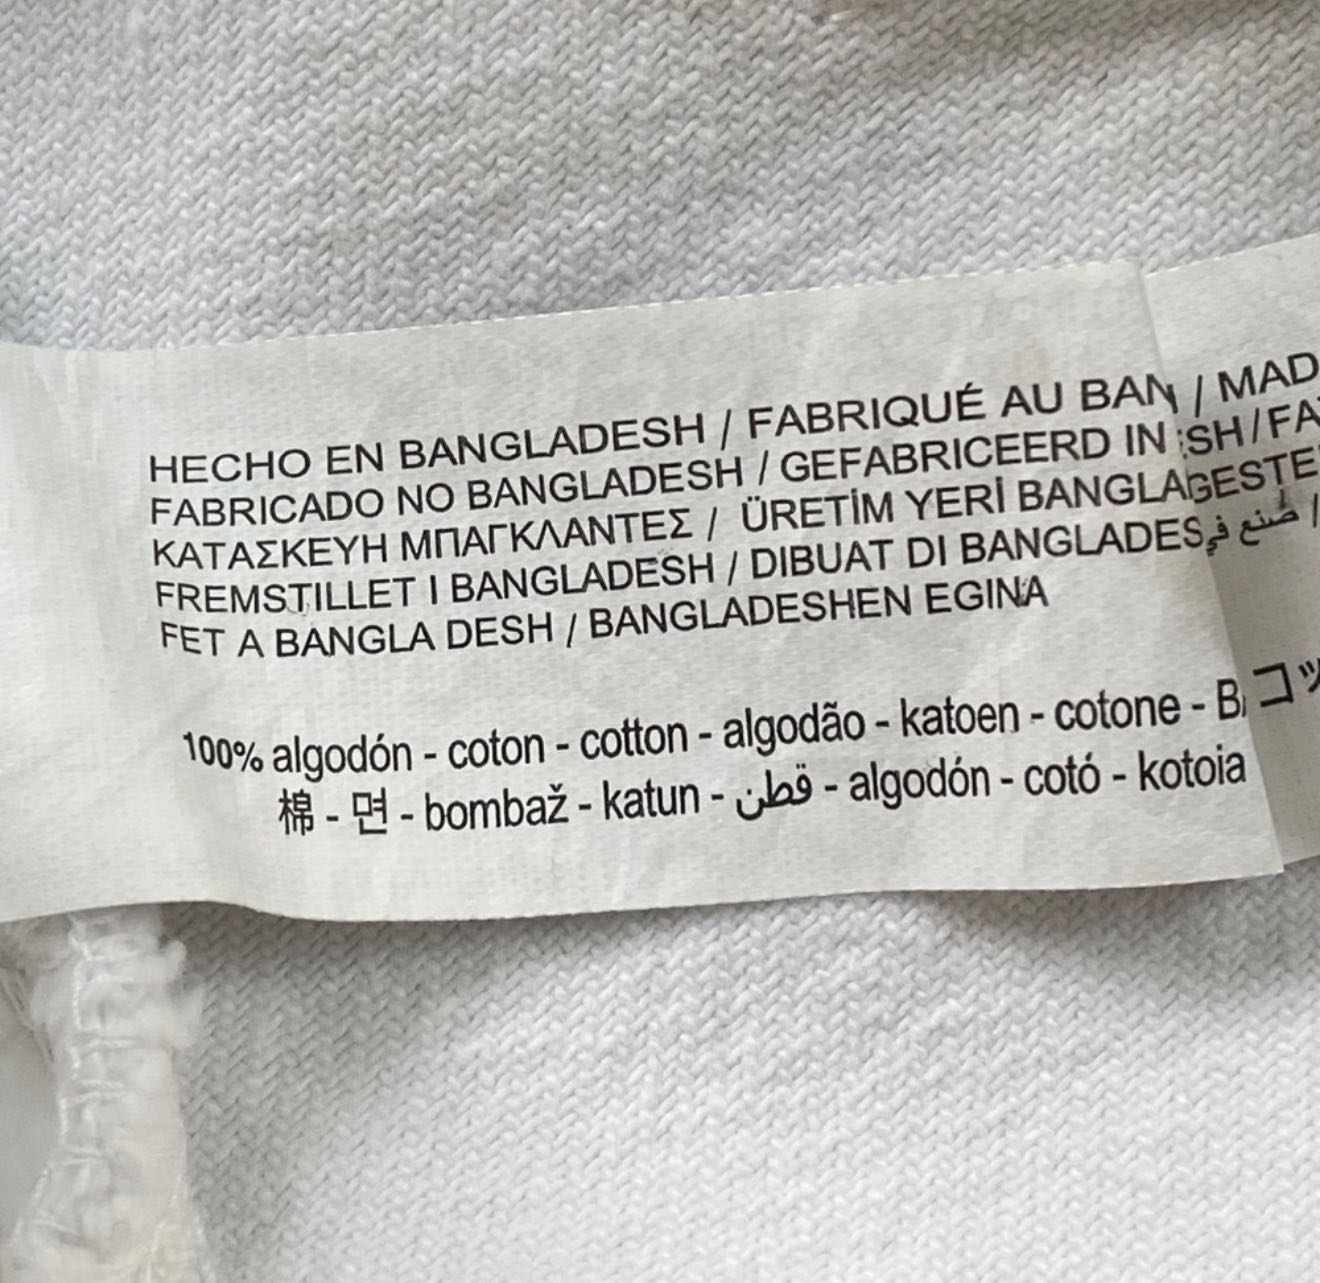 HECHO EN BANGLADESH / FABRIQUÉ AU BAN / MAD
FABRICADO NO BANGLADESH / GEFABRICEERD IN SH / FA
ΚΑΤΑΣΚΕΥΗ ΜΠΑΓΚΛΑΝΤΕΣ / ÜRETİM YERİ BANGLA GESTE
FREMSTILLET I BANGLADESH / DIBUAT DI BANGLADES صنع في /
FET A BANGLA DESH / BANGLADESHEN EGINA
100% algodón - coton - cotton - algodão - katoen - cotone - B コッ
棉 - 면 - bombaž - katun - قطن - algodón - cotó - kotoia